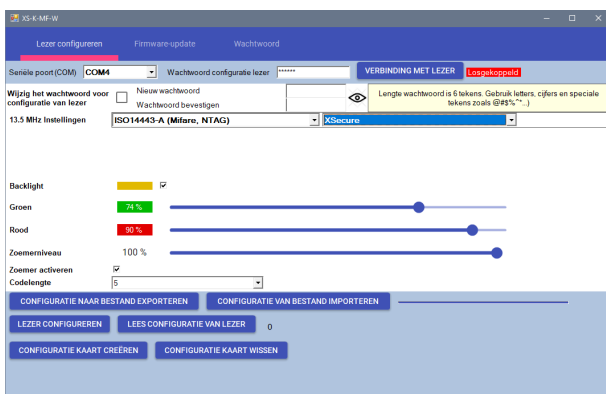 XS-K-MF-W
Lezer configureren Firmware-update Wachtwoord
Seriële poort (COM) COM4 Wachtwoord configuratie lezer ****** VERBINDING MET LEZER Losgekoppeld
Wijzig het wachtwoord voor configuratie van lezer
Nieuw wachtwoord
Wachtwoord bevestigen
Lengte wachtwoord is 6 tekens. Gebruik letters, cijfers en speciale
tekens zoals @#$%^*..)
13.5 MHz Instellingen ISO14443-A (Mifare, NTAG) XSecure
Backlight
Groen 74 %
Rood 90 %
Zoemerniveau 100 %
Zoemer activeren
Codelengte 5
CONFIGURATIE NAAR BESTAND EXPORTEREN CONFIGURATIE VAN BESTAND IMPORTEREN
LEZER CONFIGUREREN LEES CONFIGURATIE VAN LEZER 0
CONFIGURATIE KAART CREËREN CONFIGURATIE KAART WISSEN